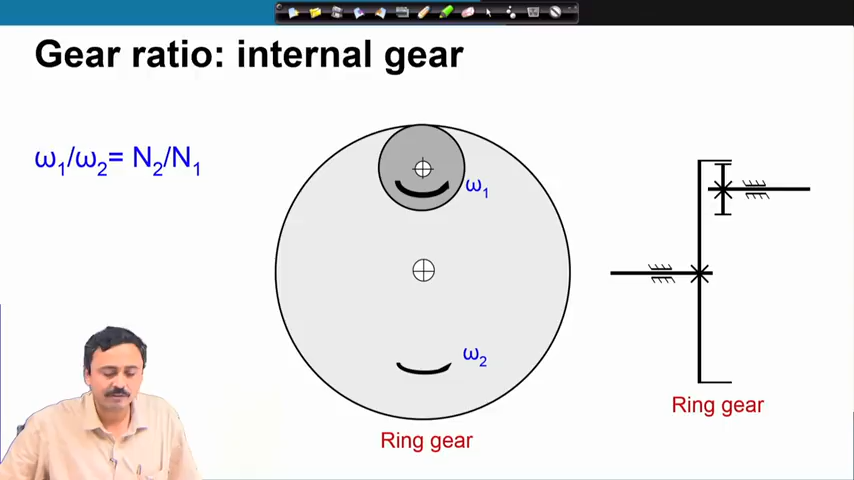 Gear ratio: internal gear
ω₁/ω₂= N₂/N₁
ω₁
ω₂
Ring gear
Ring gear